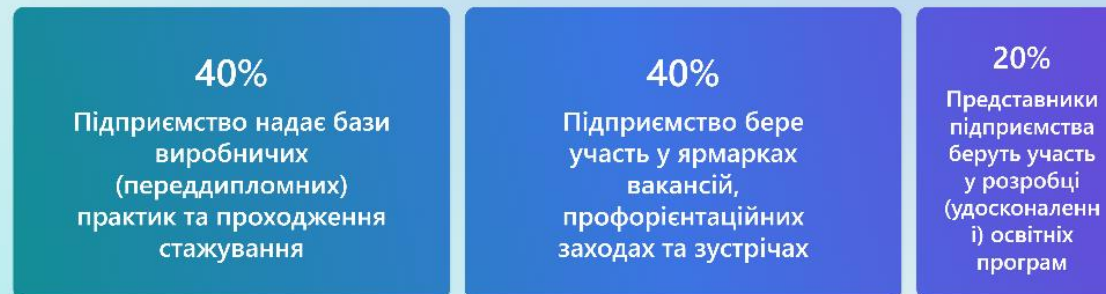 40%
Підприємство надає бази
виробничих
(переддипломних)
практик та проходження
стажування
40%
Підприємство бере
участь у ярмарках
вакансій,
профорієнтаційних
заходах та зустрічах
20%
Представники
підприємства
беруть участь
у розробці
(удосконаленн
і) освітніх
програм